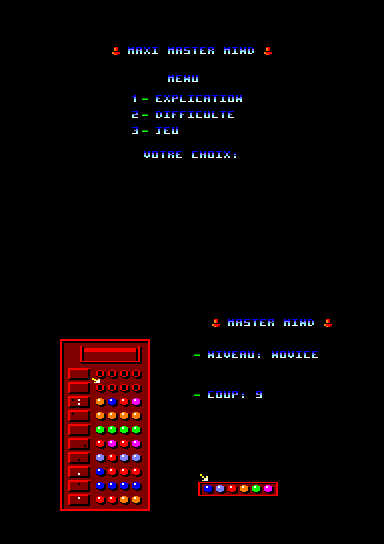 MAXI MASTER MIND
MENU
1- EXPLICATION
2- DIFFICULTE
3- JEU
VOTRE CHOIX:
MASTER MIND
- NIVEAU: NOVICE
- COUP: 9